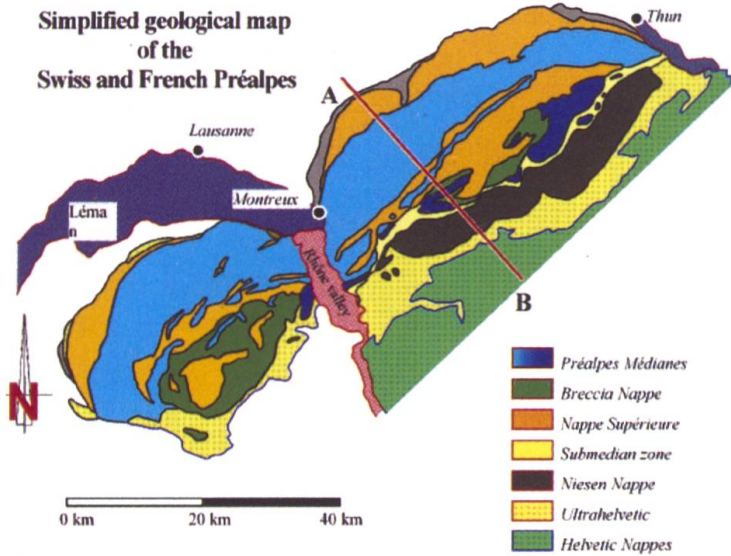 Simplified geological map
of the
Swiss and French Préalpes
Thun
A
Lausanne
Montreux
Léma
n
Rhône valley
B
N
Préalpes Médianes
Breccia Nappe
Nappe Supérieure
Submedian zone
Niesen Nappe
Ultrahelvetic
Helvetic Nappes
0 km
20 km
40 km